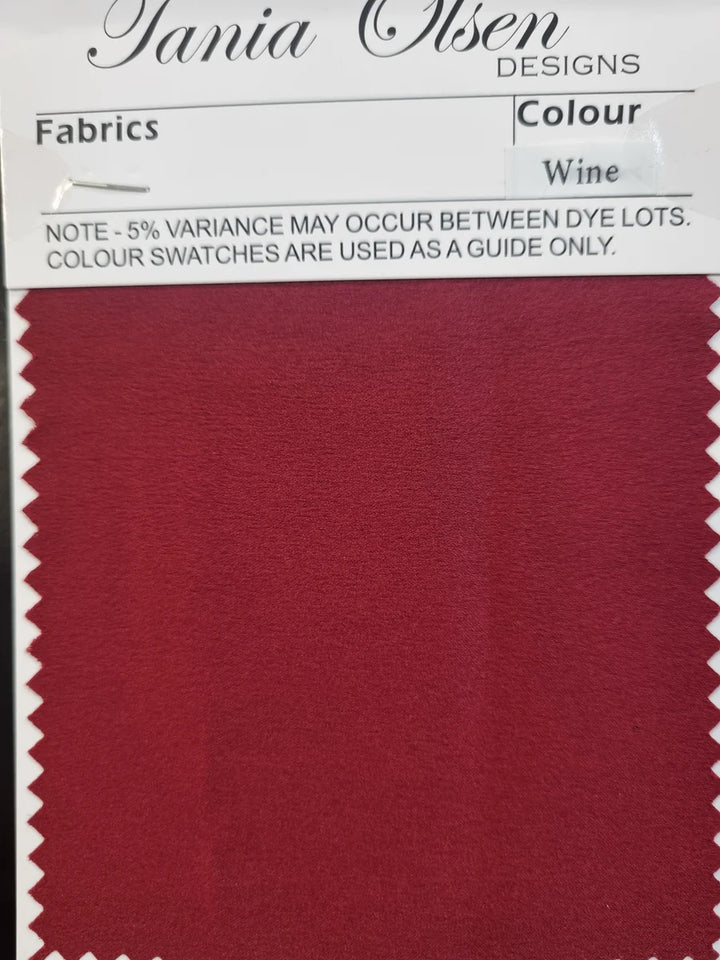 Tania Olsen
DESIGNS
Fabrics
Colour
Wine
NOTE - 5% VARIANCE MAY OCCUR BETWEEN DYE LOTS.
COLOUR SWATCHES ARE USED AS A GUIDE ONLY.